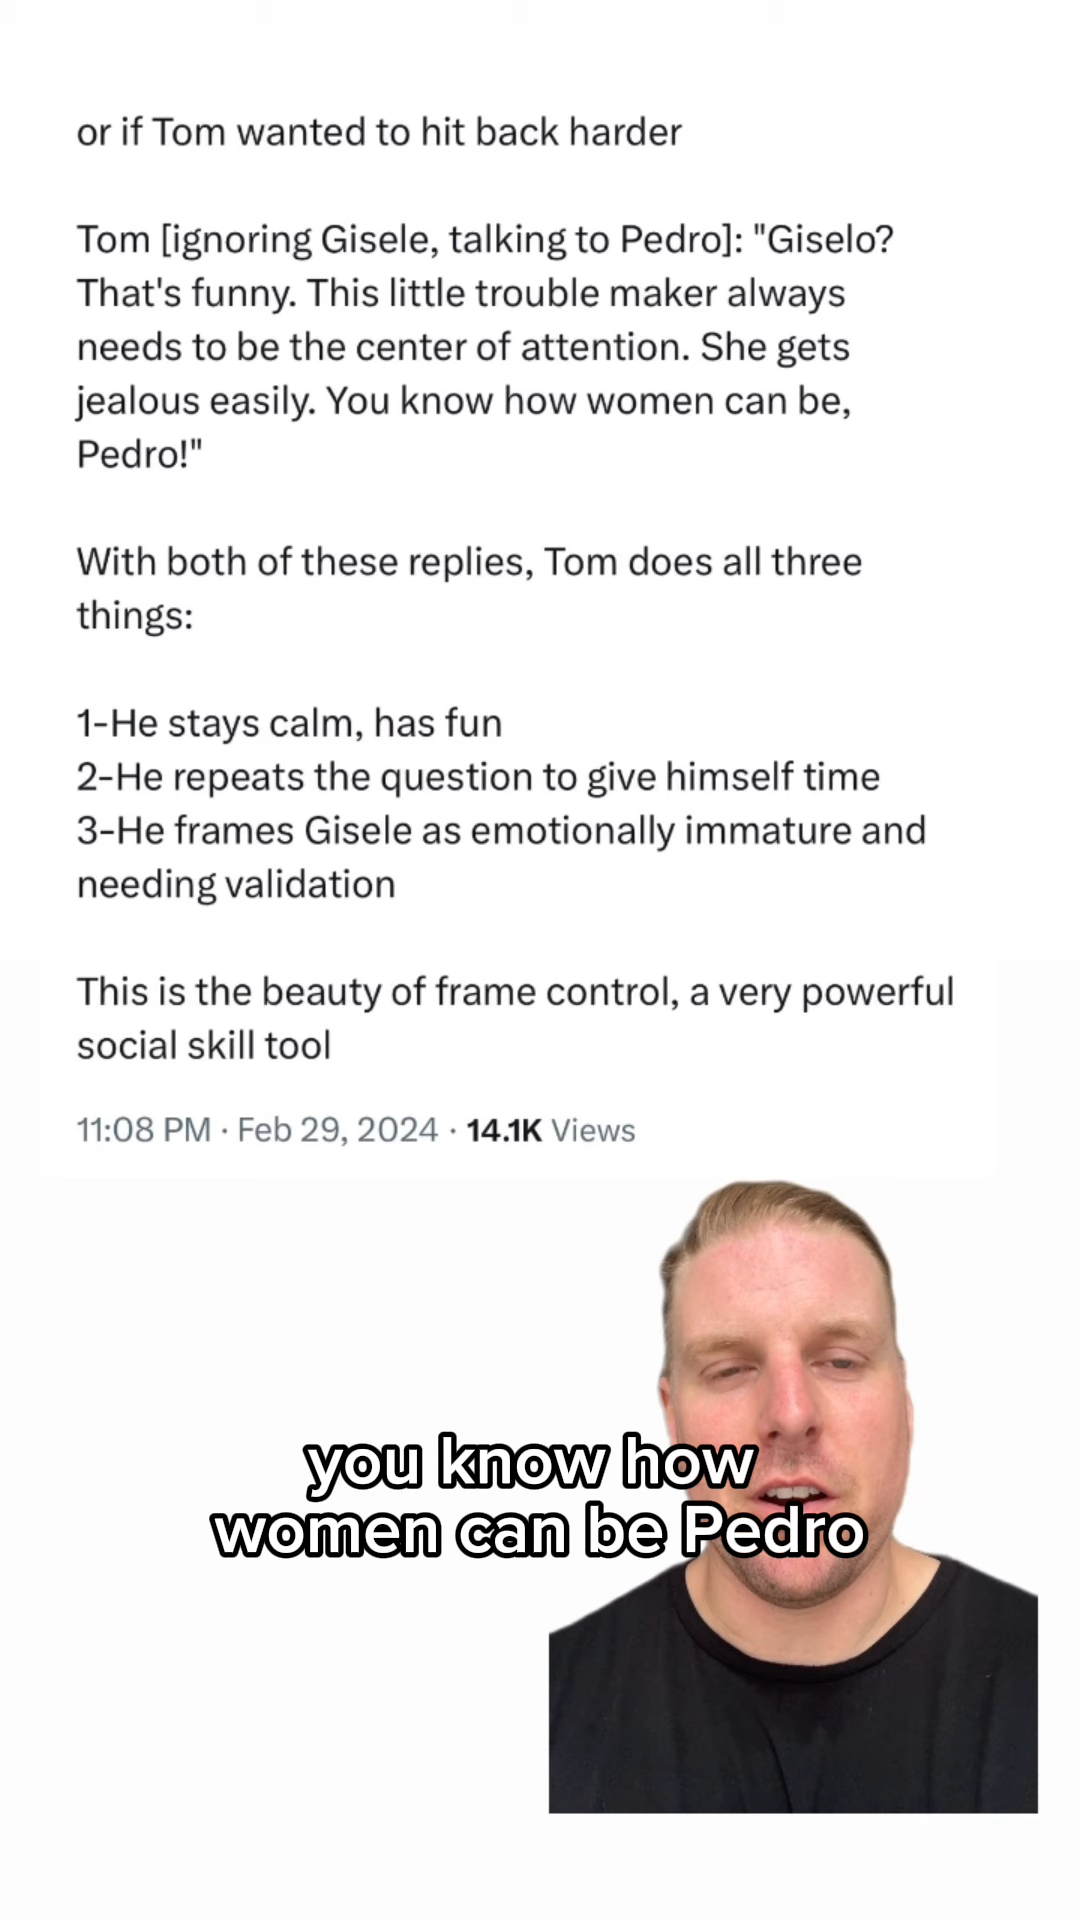 or if Tom wanted to hit back harder
Tom [ignoring Gisele, talking to Pedro]: "Giselo?
That's funny. This little trouble maker always
needs to be the center of attention. She gets
jealous easily. You know how women can be,
Pedro!"
With both of these replies, Tom does all three
things:
1-He stays calm, has fun
2-He repeats the question to give himself time
3-He frames Gisele as emotionally immature and
needing validation
This is the beauty of frame control, a very powerful
social skill tool
11:08 PM · Feb 29, 2024 · 14.1K Views
you know how
women can be Pedro